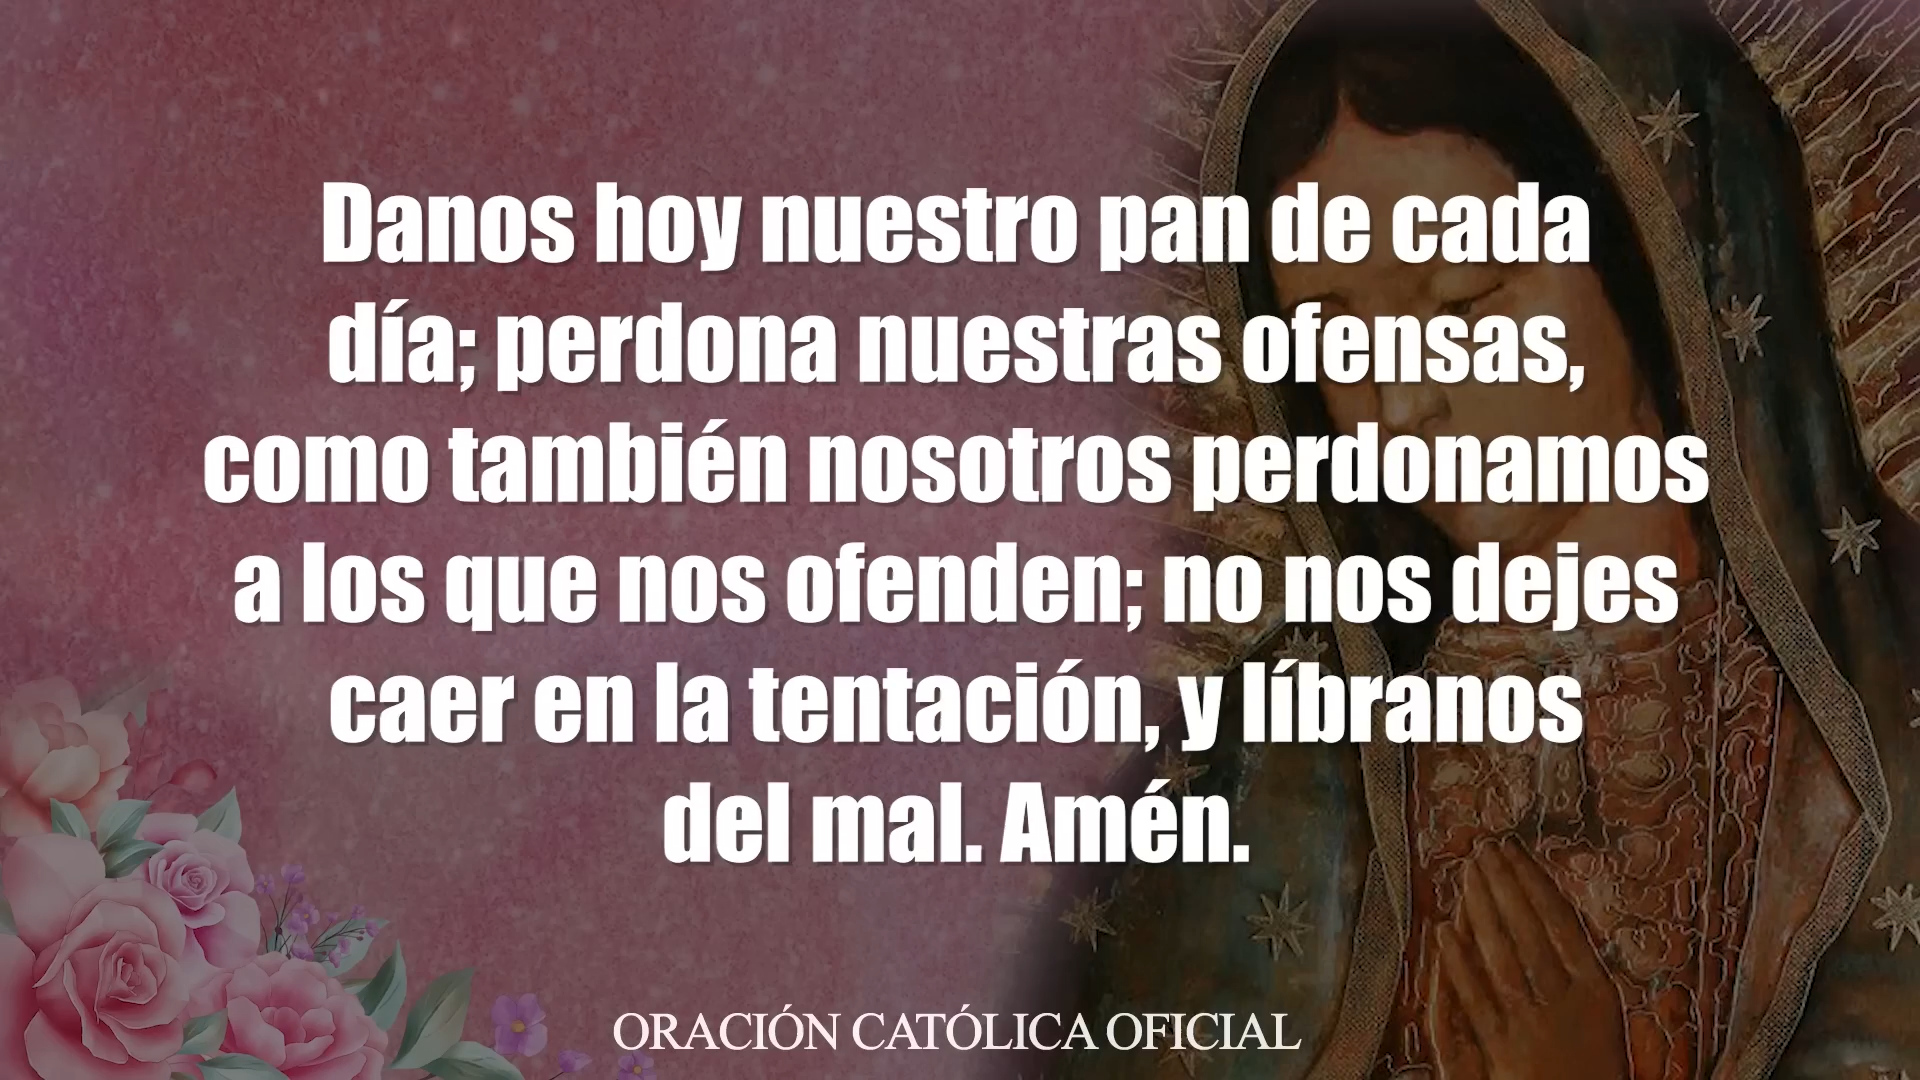 Danos hoy nuestro pan de cada
día; perdona nuestras ofensas,
como también nosotros perdonamos
a los que nos ofenden; no nos dejes
caer en la tentación, y líbranos
del mal. Amén.
ORACIÓN CATÓLICA OFICIAL